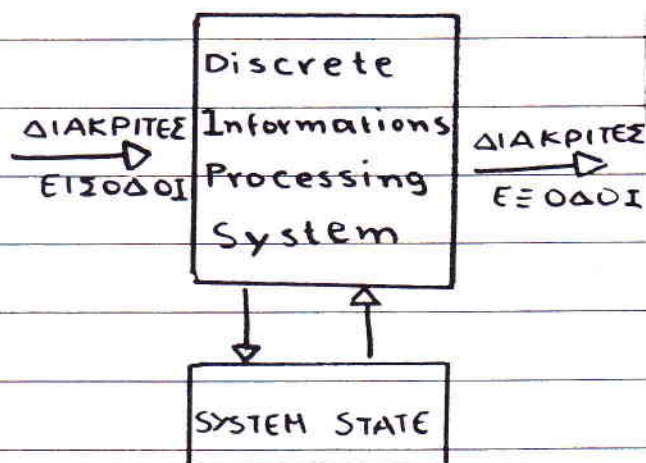 Discrete
ΔΙΑΚΡΙΤΕΣ
Informations
ΔΙΑΚΡΙΤΕΣ
ΕΙΣΟΔΟΙ
Processing
ΕΞΟΔΟΙ
System
SYSTEM STATE